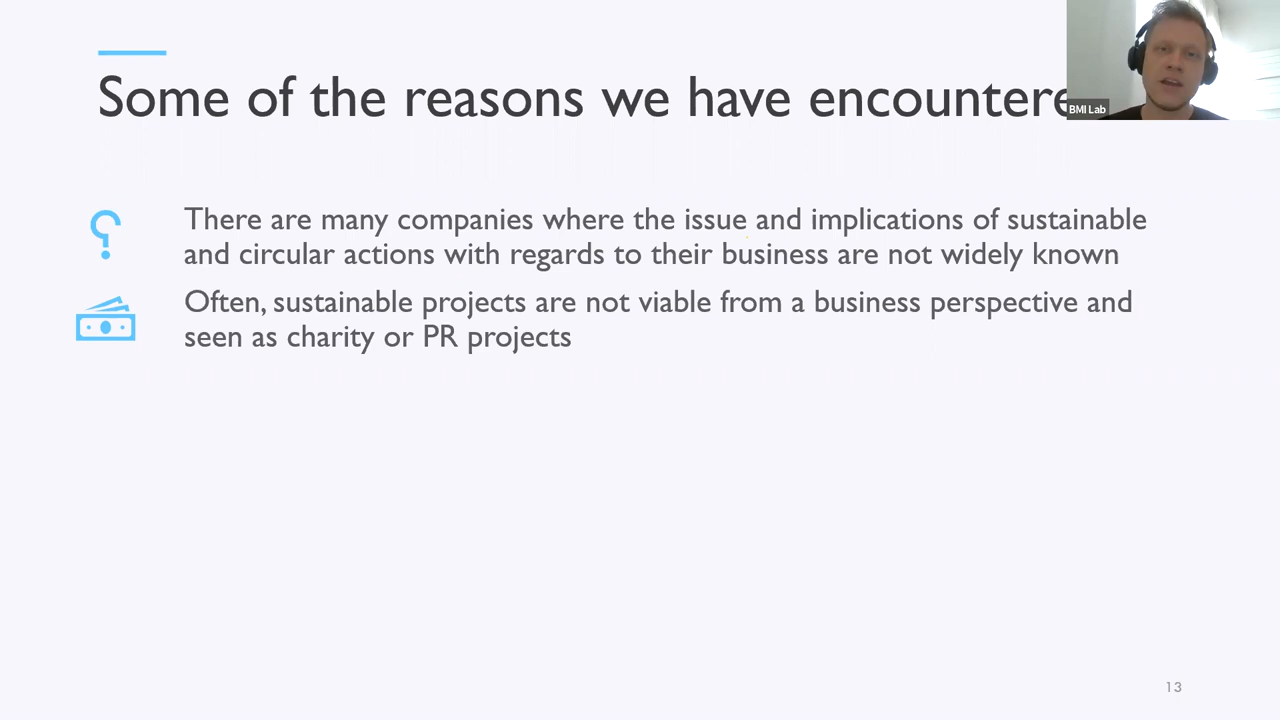 Some of the reasons we have encountere
BMI Lab
There are many companies where the issue and implications of sustainable
and circular actions with regards to their business are not widely known
Often, sustainable projects are not viable from a business perspective and
seen as charity or PR projects
13